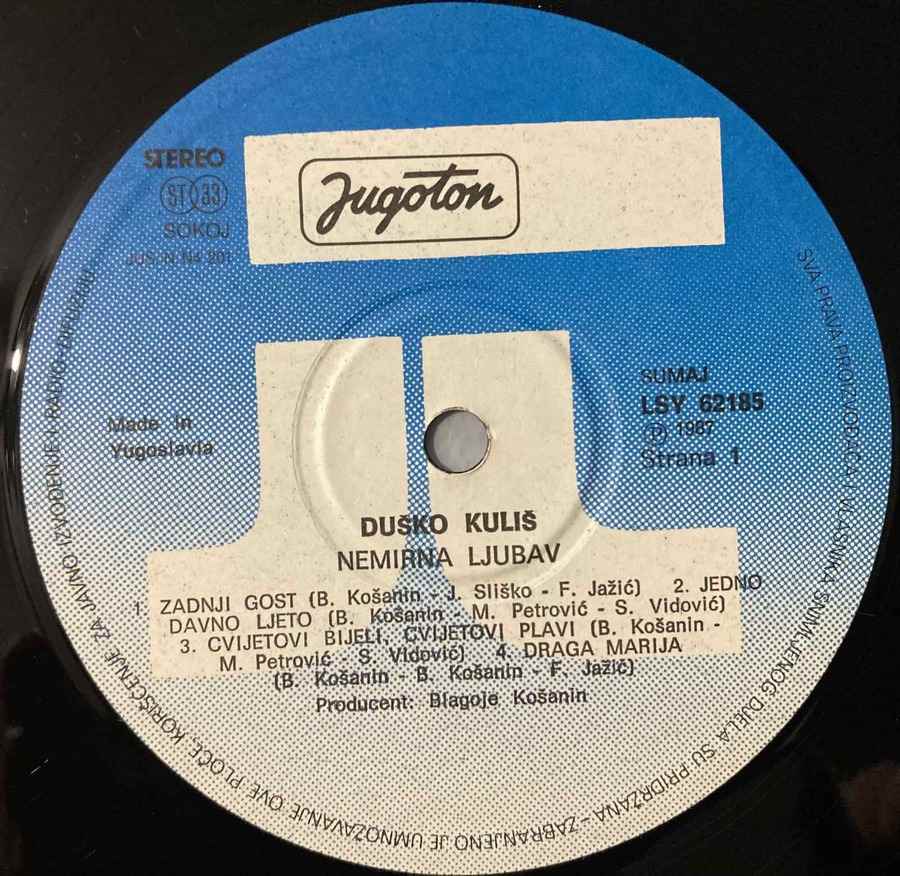 STEREO
ST 33
SOKOJ
JUS. N. N4. 201
Jugoton
Made in
Yugoslavia
SUMAJ
LSY 62185
Ⓟ 1987
Strana 1
DUŠKO KULIŠ
NEMIRNA LJUBAV
1. ZADNJI GOST (B. Košanin - J. Sliško - F. Jažić) 2. JEDNO
DAVNO LJETO (B. Košanin - M. Petrović - S. Vidović)
3. CVIJETOVI BIJELI, CVIJETOVI PLAVI (B. Košanin -
M. Petrović - S. Vidović) 4. DRAGA MARIJA
(B. Košanin - B. Košanin - F. Jažić)
Producent: Blagoje Košanin
SVA PRAVA PROIZVOĐAČA I VLASNIKA SNIMLJENOG DJELA SU PRIDRŽANA – ZABRANJENO JE UMNOŽAVANJE OVE PLOČE, KORIŠĆENJE ZA JAVNO IZVOĐENJE I RADIO-DIFUZIJU